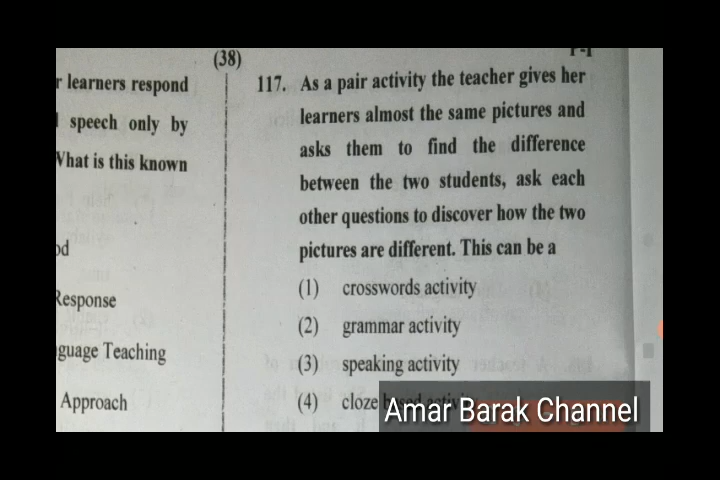 (38)
r learners respond
speech only by
What is this known
od
Response
guage Teaching
Approach
117. As a pair activity the teacher gives her
learners almost the same pictures and
asks them to find the difference
between the two students, ask each
other questions to discover how the two
pictures are different. This can be a
(1) crosswords activity
(2) grammar activity
(3) speaking activity
(4) cloze based activity
Amar Barak Channel